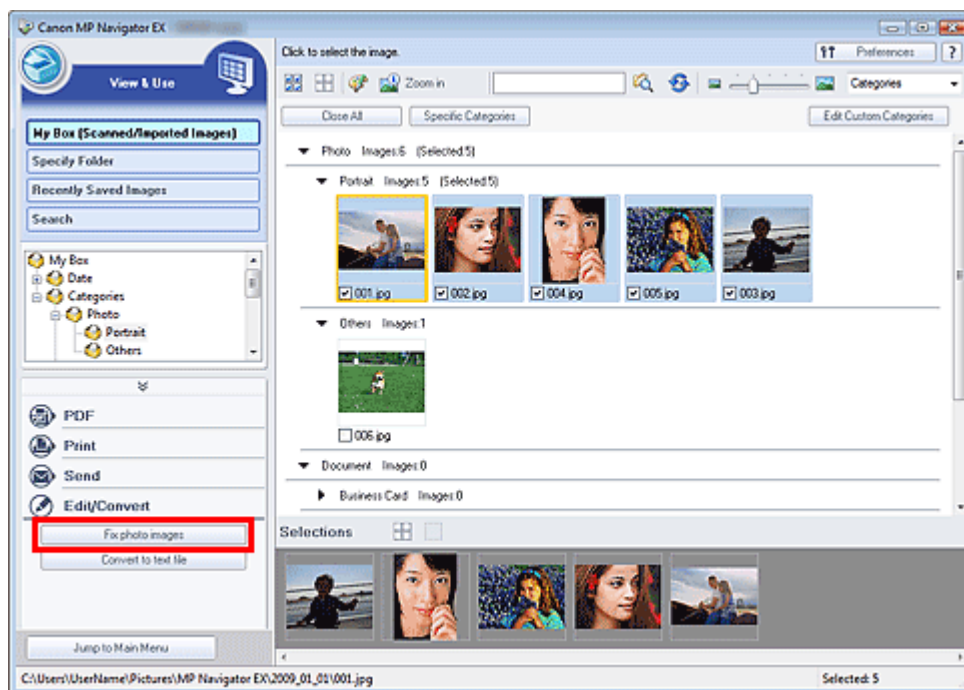 Canon MP Navigator EX
View & Use
Click to select the image.
Preferences
?
Zoom in
Categories
Close All
Specific Categories
Edit Custom Categories
My Box (Scanned/Imported Images)
Specify Folder
Recently Saved Images
Search
My Box
Date
Categories
Photo
Portrait
Others
PDF
Print
Send
Edit/Convert
Fix photo images
Convert to text file
Jump to Main Menu
Photo Images:6 (Selected:5)
Portrait Images:5 (Selected:5)
001.jpg 002.jpg 004.jpg 005.jpg 003.jpg
Others Images:1
006.jpg
Document Images:0
Business Card Images:0
Selections
C:\Users\UserName\Pictures\MP Navigator EX\2009_01_01\001.jpg
Selected: 5